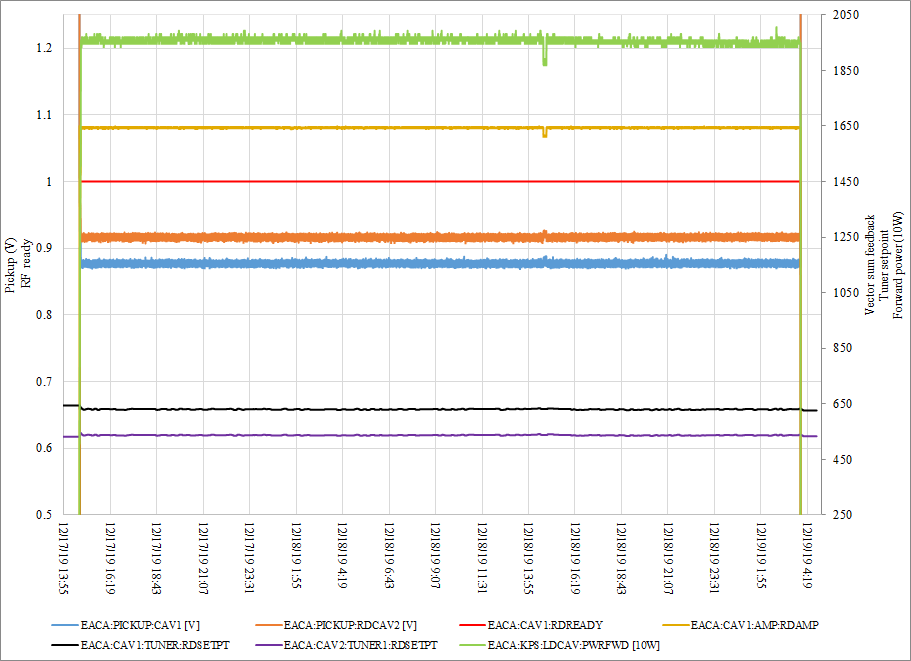 2050
1.2
1850
1.1
1650
1
1450
Pickup (V)
RF ready
0.9
1250
Vector sum feedback
Tuner setpoint
Forward power (10W)
1050
0.8
850
0.7
650
0.6
450
0.5
250
12/17/19 13:55
12/17/19 16:19
12/17/19 18:43
12/17/19 21:07
12/17/19 23:31
12/18/19 1:55
12/18/19 4:19
12/18/19 6:43
12/18/19 9:07
12/18/19 11:31
12/18/19 13:55
12/18/19 16:19
12/18/19 18:43
12/18/19 21:07
12/18/19 23:31
12/19/19 1:55
12/19/19 4:19
EACA:PICKUP:CAV1 [V]
EACA:PICKUP:RDCAV2 [V]
EACA:CAV1:RDREADY
EACA:CAV1:AMP:RDAMP
EACA:CAV1:TUNER:RDSETPT
EACA:CAV2:TUNER1:RDSETPT
EACA:KPS:LDCAV:PWRFWD [10W]